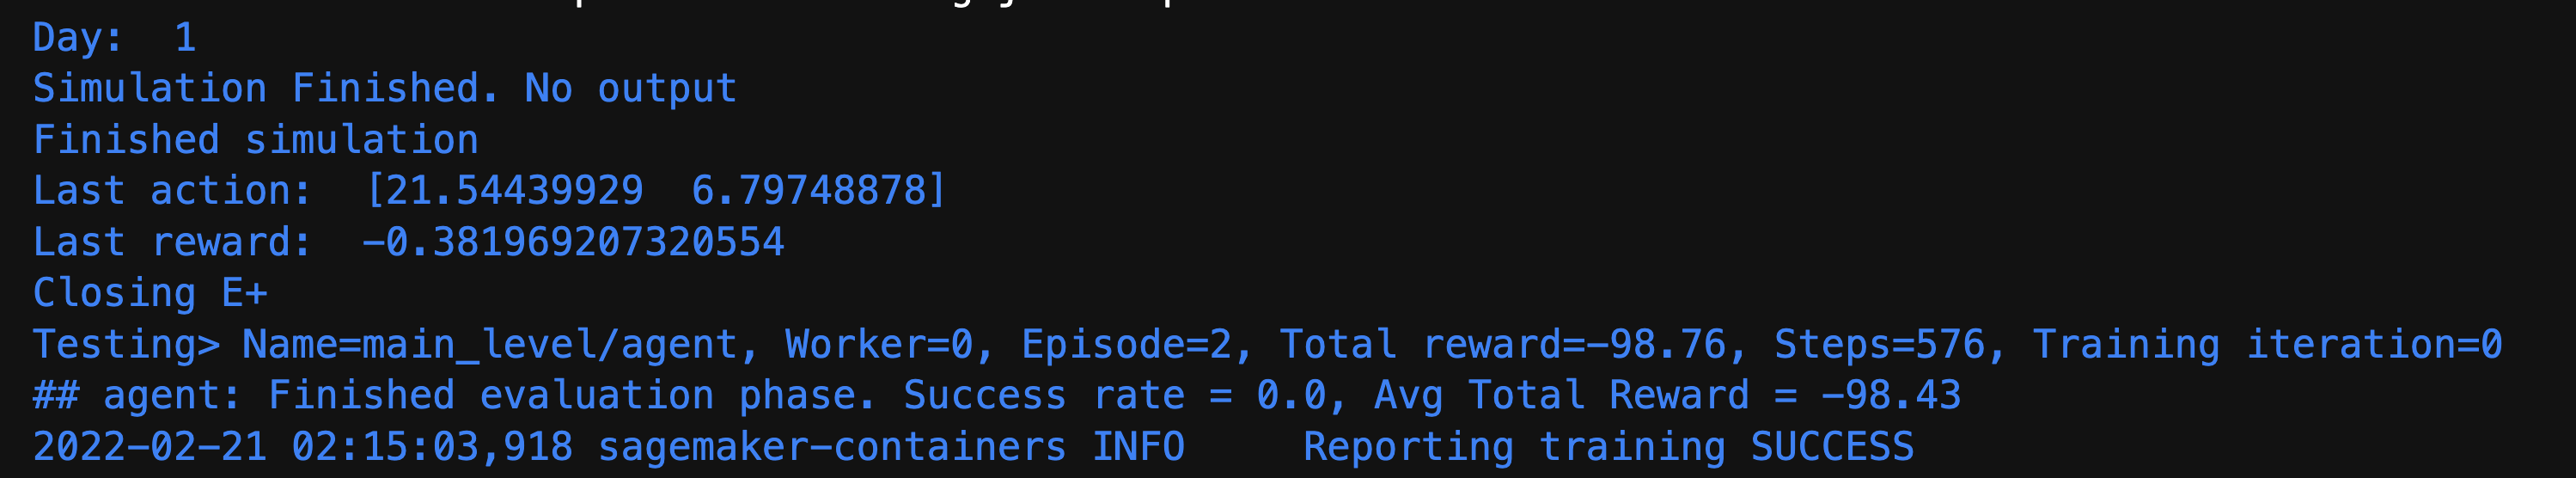 Day:  1
Simulation Finished. No output
Finished simulation
Last action:  [21.54439929  6.79748878]
Last reward:  -0.381969207320554
Closing E+
Testing> Name=main_level/agent, Worker=0, Episode=2, Total reward=-98.76, Steps=576, Training iteration=0
## agent: Finished evaluation phase. Success rate = 0.0, Avg Total Reward = -98.43
2022-02-21 02:15:03,918 sagemaker-containers INFO     Reporting training SUCCESS